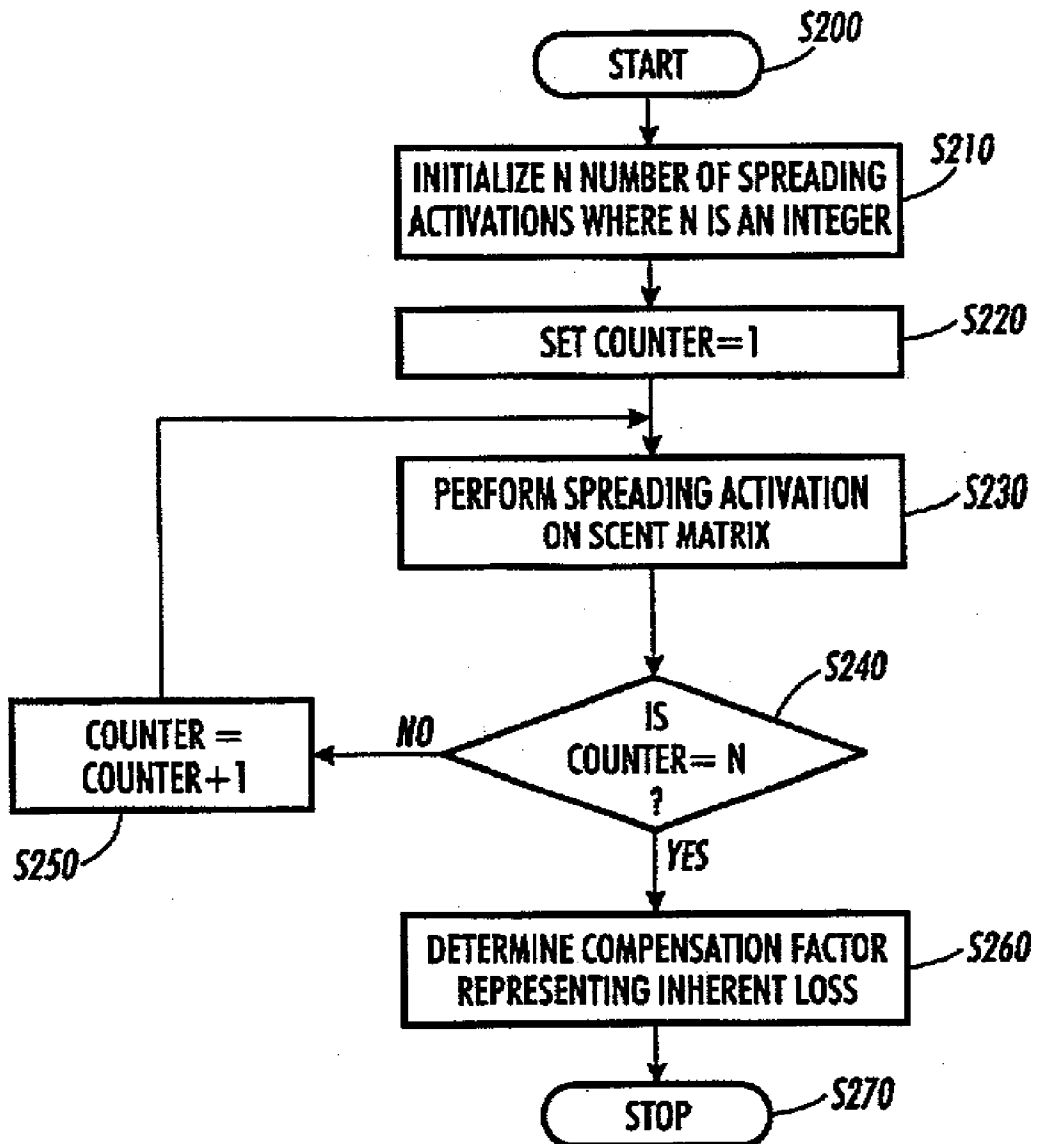 S200
START
S210
INITIALIZE N NUMBER OF SPREADING
ACTIVATIONS WHERE N IS AN INTEGER
S220
SET COUNTER=1
S230
PERFORM SPREADING ACTIVATION
ON SCENT MATRIX
S240
IS
COUNTER= N
?
NO
COUNTER =
COUNTER+1
S250
YES
S260
DETERMINE COMPENSATION FACTOR
REPRESENTING INHERENT LOSS
S270
STOP